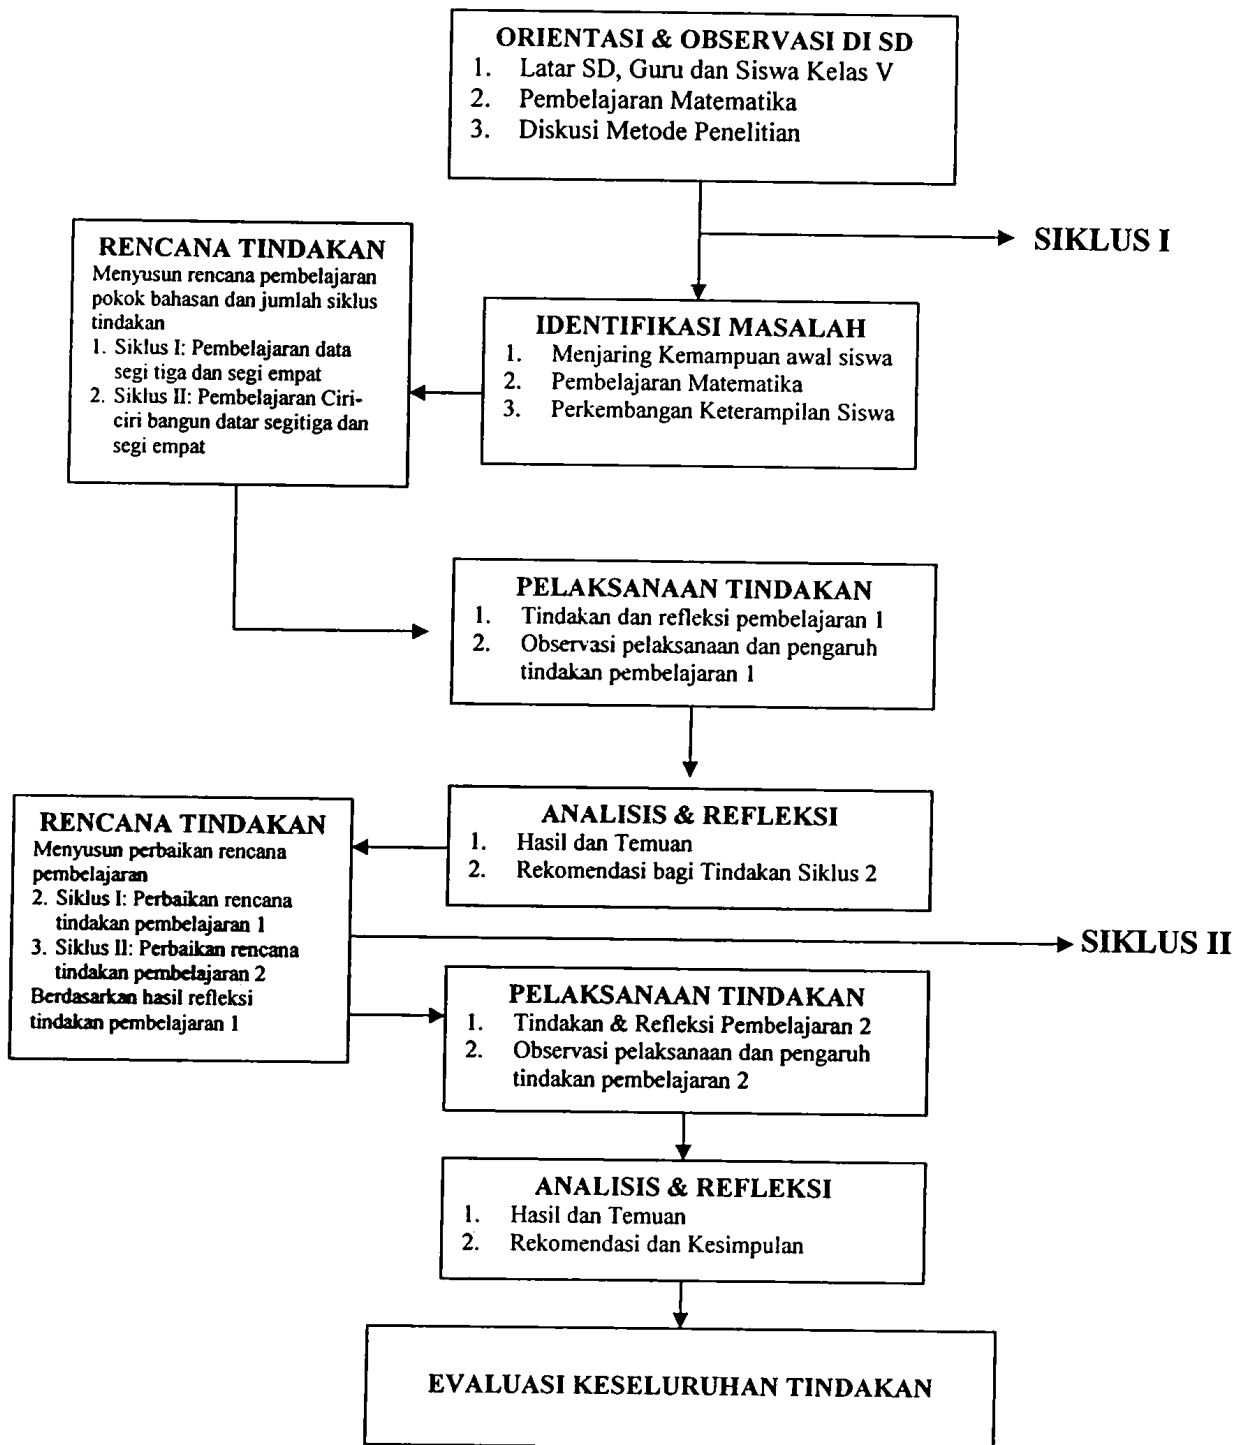 ORIENTASI & OBSERVASI DI SD
1. Latar SD, Guru dan Siswa Kelas V
2. Pembelajaran Matematika
3. Diskusi Metode Penelitian
SIKLUS I
IDENTIFIKASI MASALAH
1. Menjaring Kemampuan awal siswa
2. Pembelajaran Matematika
3. Perkembangan Keterampilan Siswa
RENCANA TINDAKAN
Menyusun rencana pembelajaran
pokok bahasan dan jumlah siklus
tindakan
1. Siklus I: Pembelajaran data
segi tiga dan segi empat
2. Siklus II: Pembelajaran Ciri-
ciri bangun datar segitiga dan
segi empat
PELAKSANAAN TINDAKAN
1. Tindakan dan refleksi pembelajaran 1
2. Observasi pelaksanaan dan pengaruh
tindakan pembelajaran 1
ANALISIS & REFLEKSI
1. Hasil dan Temuan
2. Rekomendasi bagi Tindakan Siklus 2
RENCANA TINDAKAN
Menyusun perbaikan rencana
pembelajaran
2. Siklus I: Perbaikan rencana
tindakan pembelajaran 1
3. Siklus II: Perbaikan rencana
tindakan pembelajaran 2
Berdasarkan hasil refleksi
tindakan pembelajaran 1
SIKLUS II
PELAKSANAAN TINDAKAN
1. Tindakan & Refleksi Pembelajaran 2
2. Observasi pelaksanaan dan pengaruh
tindakan pembelajaran 2
ANALISIS & REFLEKSI
1. Hasil dan Temuan
2. Rekomendasi dan Kesimpulan
EVALUASI KESELURUHAN TINDAKAN